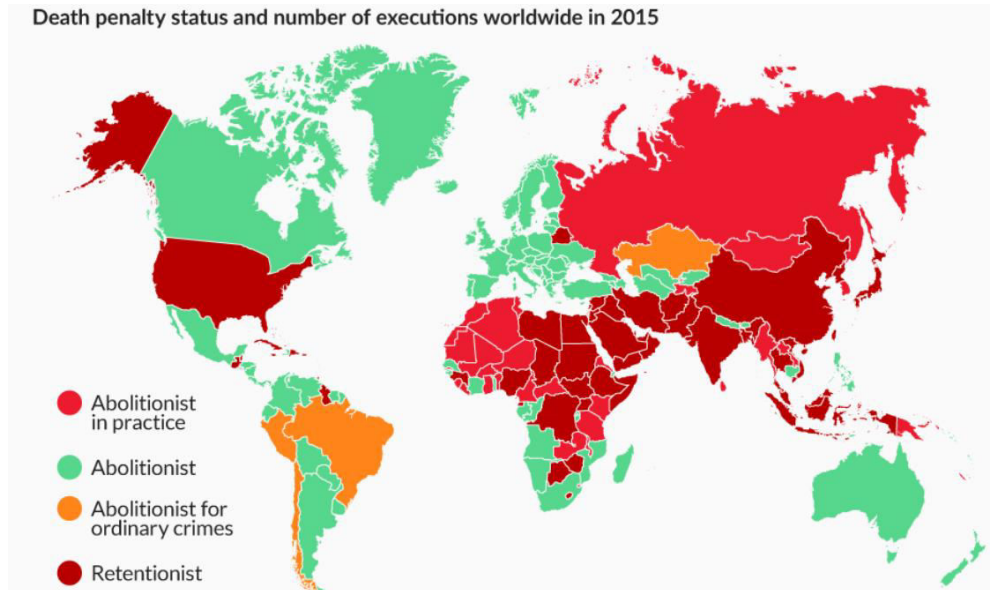 Death penalty status and number of executions worldwide in 2015
Abolitionist
in practice
Abolitionist
Abolitionist for
ordinary crimes
Retentionist